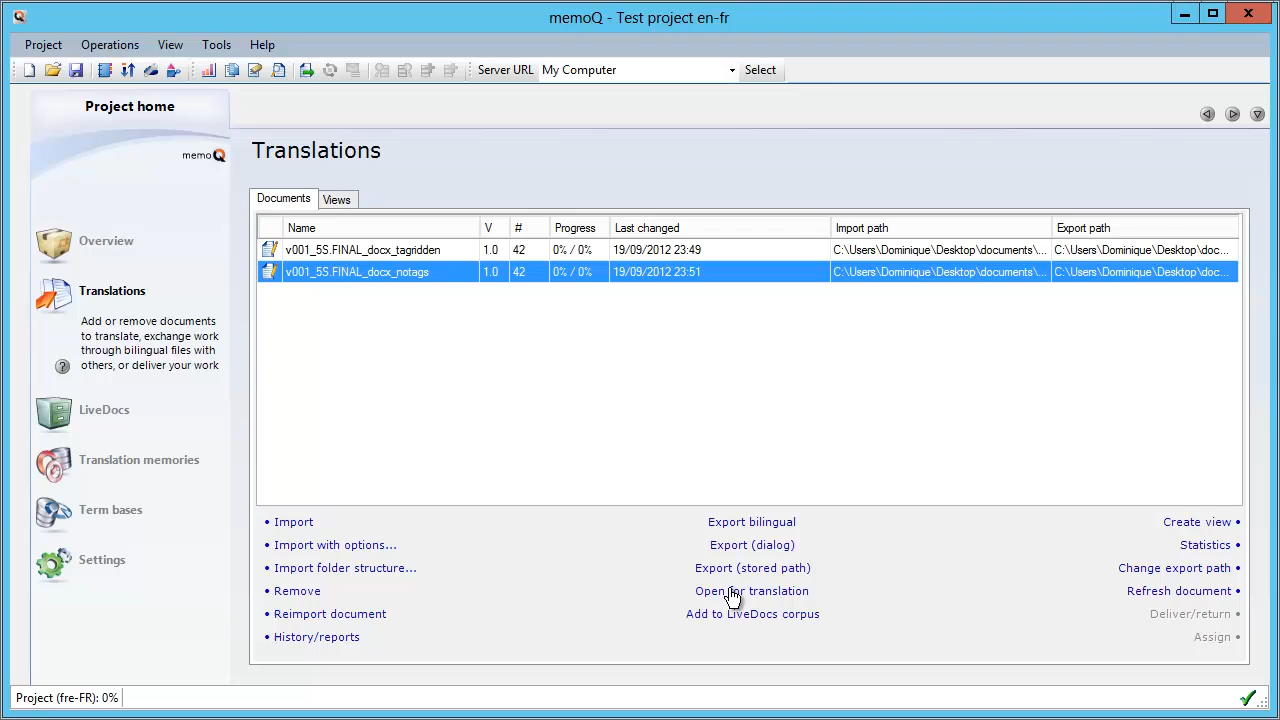 memoQ - Test project en-fr
Project Operations View Tools Help
Server URL My Computer Select
Project home
memoQ
Translations
Documents Views
Name V # Progress Last changed Import path Export path
v001_5S.FINAL_docx_tagridden 1.0 42 0% / 0% 19/09/2012 23:49 C:\Users\Dominique\Desktop\documents\... C:\Users\Dominique\Desktop\doc...
v001_5S.FINAL_docx_notags 1.0 42 0% / 0% 19/09/2012 23:51 C:\Users\Dominique\Desktop\documents\... C:\Users\Dominique\Desktop\doc...
Overview
Translations
Add or remove documents
to translate, exchange work
through bilingual files with
others, or deliver your work
LiveDocs
Translation memories
Term bases
Settings
• Import Export bilingual Create view •
• Import with options... Export (dialog) Statistics •
• Import folder structure... Export (stored path) Change export path •
• Remove Open for translation Refresh document •
• Reimport document Add to LiveDocs corpus Deliver/return •
• History/reports Assign •
Project (fre-FR): 0%